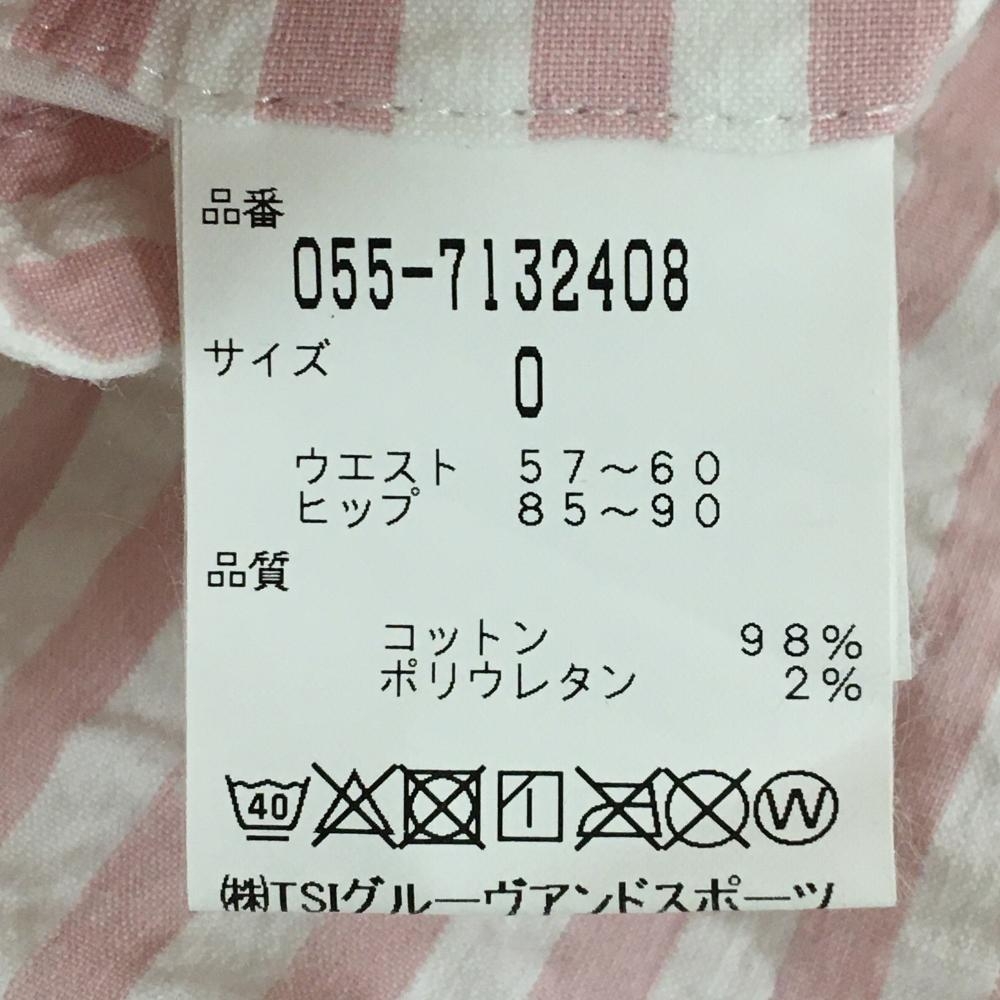 品番
055-7132408
サイズ
0
ウエスト 57～60
ヒップ 85～90
品質
コットン 98%
ポリウレタン 2%
40 W
㈱TSIグルーヴアンドスポーツ